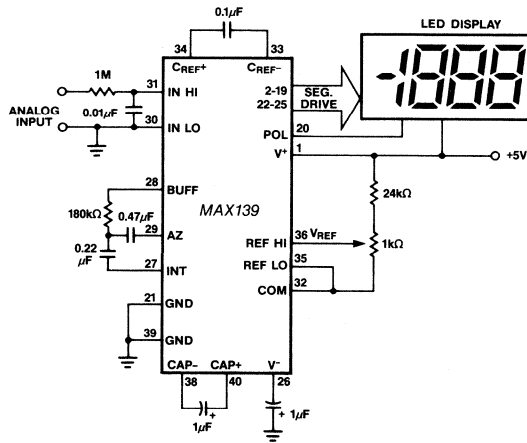 0.1µF
LED DISPLAY
34
33
CREF+
CREF-
1M
31
IN HI
2-19
22-25
SEG.
DRIVE
-1888
ANALOG
INPUT
0.01µF
30
IN LO
POL
20
V+
1
+5V
28
BUFF
24kΩ
180kΩ
0.47µF
MAX139
29
AZ
REF HI
36
VREF
1kΩ
0.22
µF
27
INT
REF LO
35
COM
32
21
GND
39
GND
CAP-
CAP+
V-
38
40
26
+
1µF
+
1µF